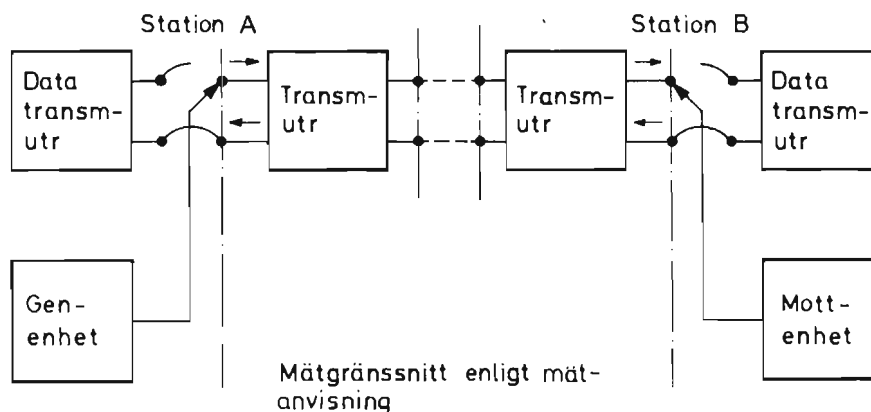 Station A
Station B
Data
transm-
utr
Transm-
utr
Transm-
utr
Data
transm-
utr
Gen-
enhet
Mott-
enhet
Mätgränssnitt enligt mät-
anvisning